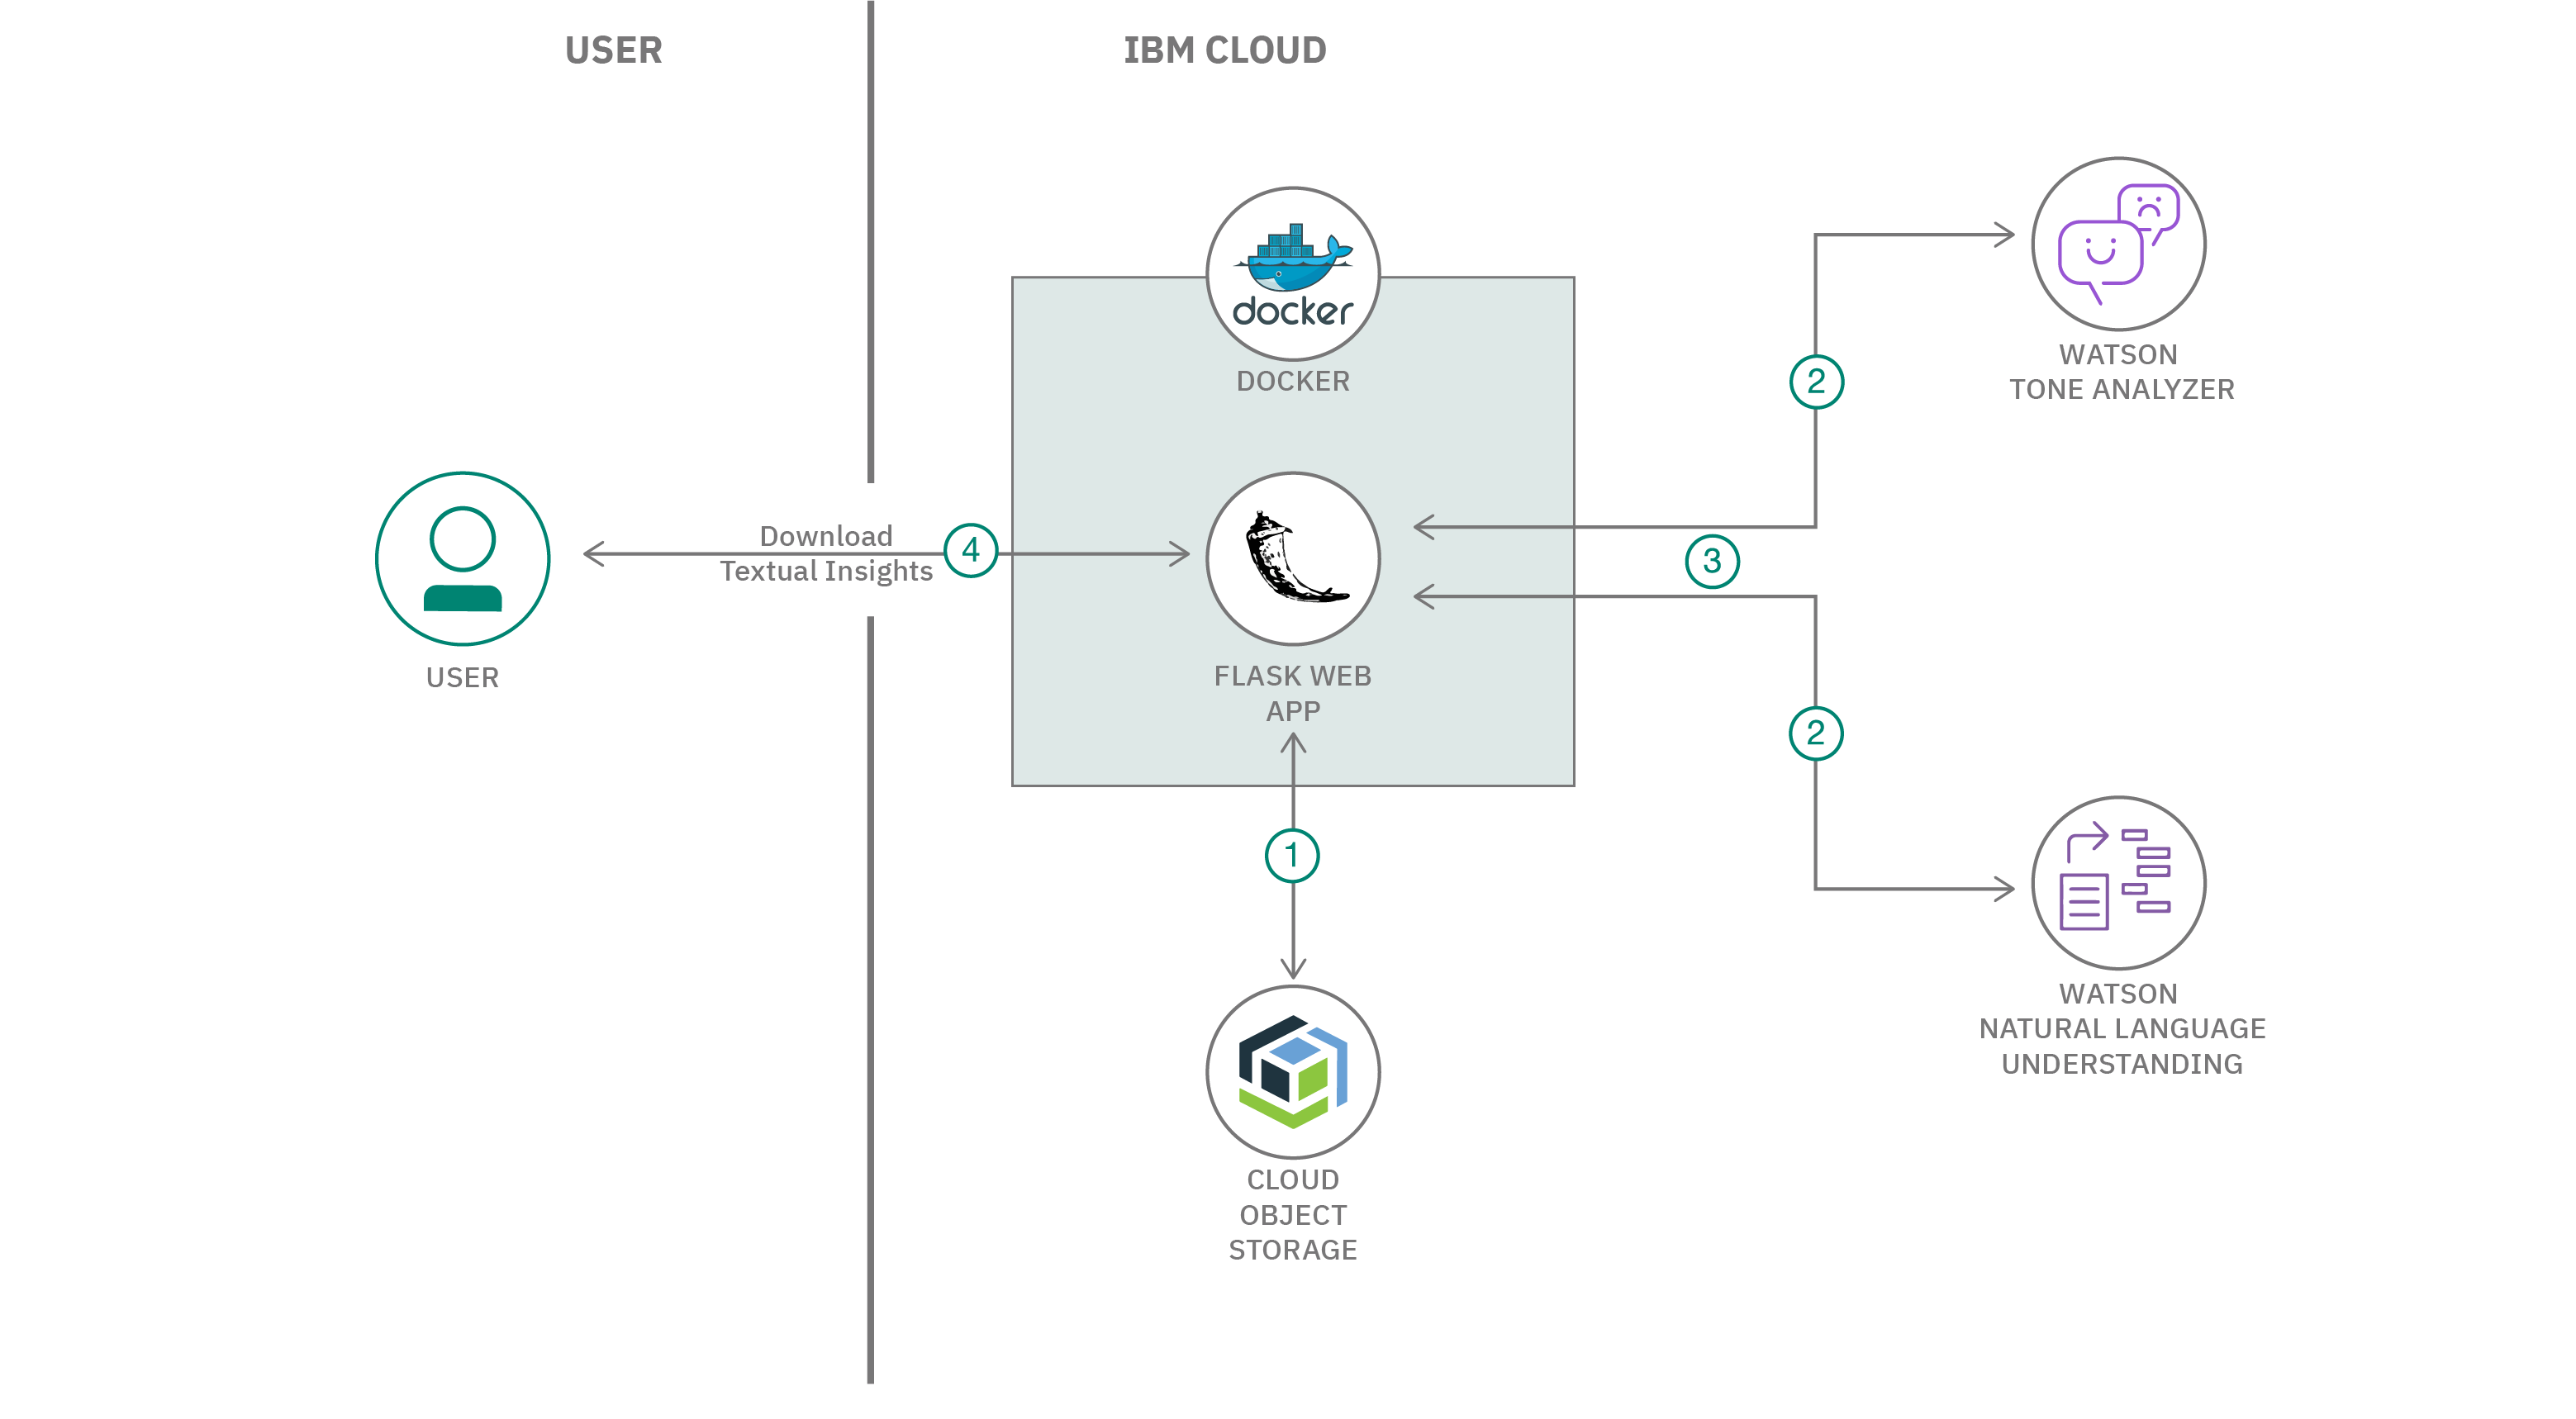 USER
IBM CLOUD
docker
DOCKER
WATSON
TONE ANALYZER
2
Download
Textual Insights
4
3
USER
FLASK WEB
APP
2
1
WATSON
NATURAL LANGUAGE
UNDERSTANDING
CLOUD
OBJECT
STORAGE